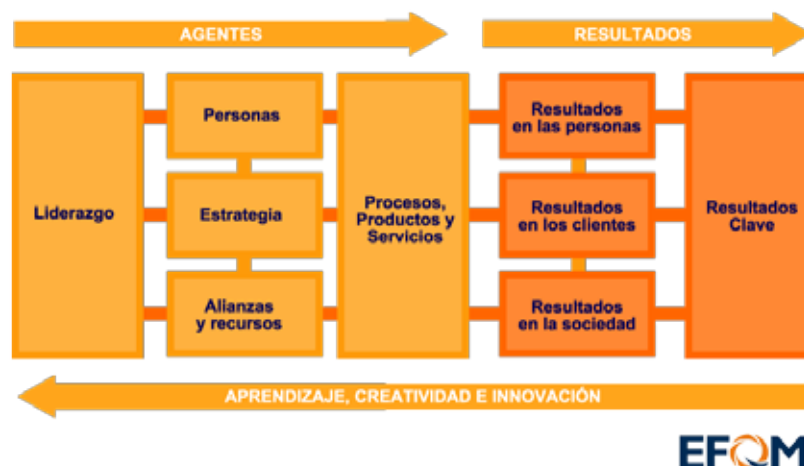 AGENTES
RESULTADOS
Liderazgo
Personas
Estrategia
Alianzas
y recursos
Procesos,
Productos y
Servicios
Resultados
en las personas
Resultados
en los clientes
Resultados
en la sociedad
Resultados
Clave
APRENDIZAJE, CREATIVIDAD E INNOVACIÓN
EFQM